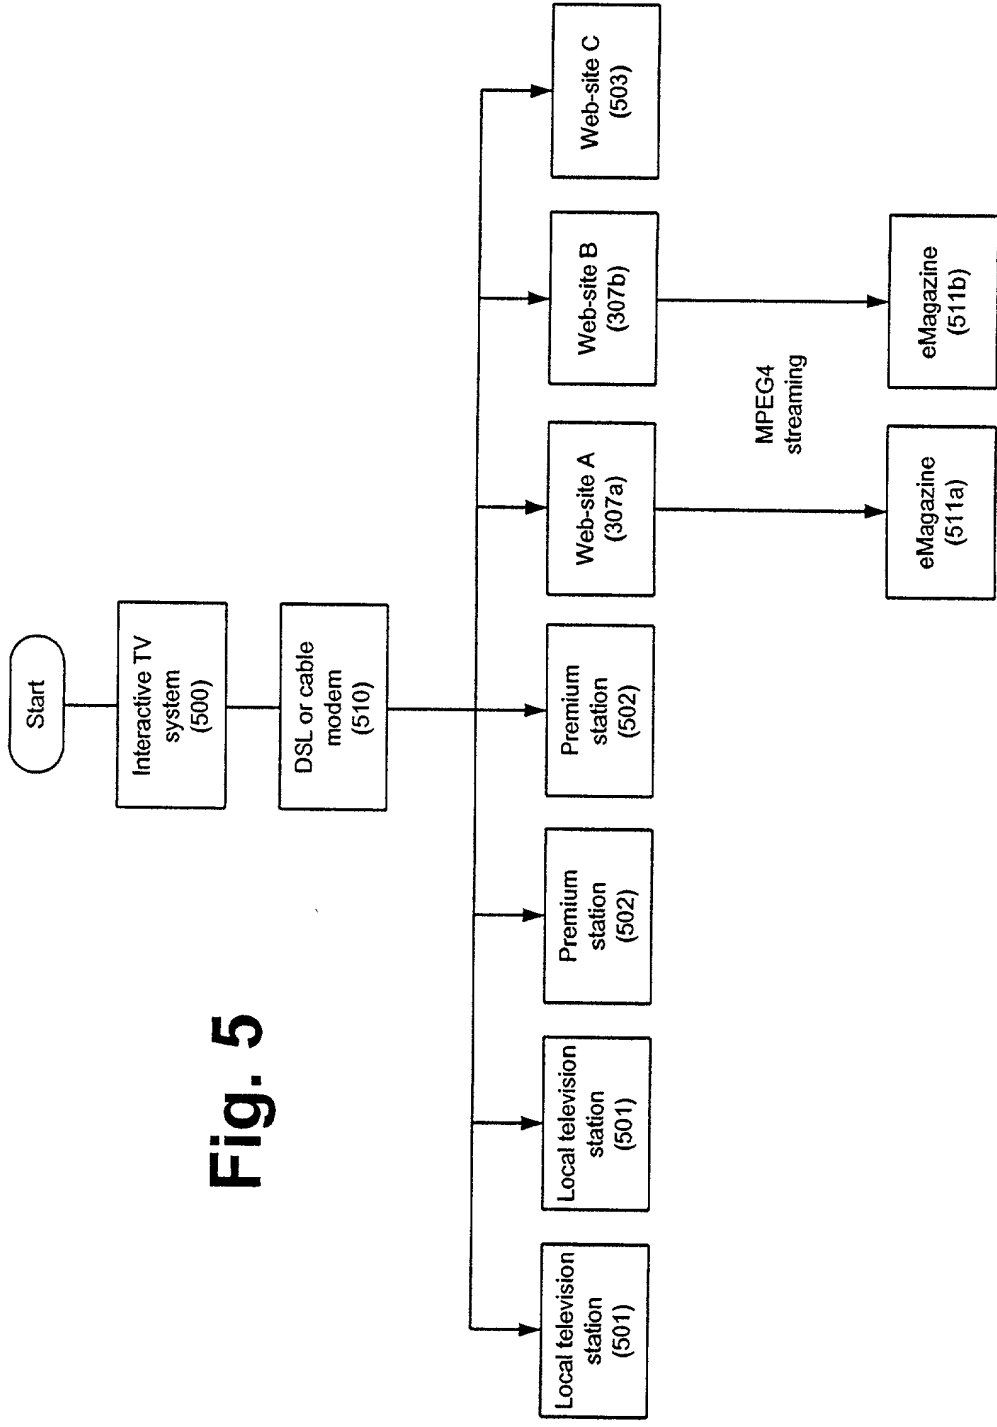 Start
Interactive TV
system
(500)
DSL or cable
modem
(510)
Fig. 5
Local television
station
(501)
Local television
station
(501)
Premium
station
(502)
Premium
station
(502)
Web-site A
(307a)
Web-site B
(307b)
Web-site C
(503)
MPEG4
streaming
eMagazine
(511a)
eMagazine
(511b)